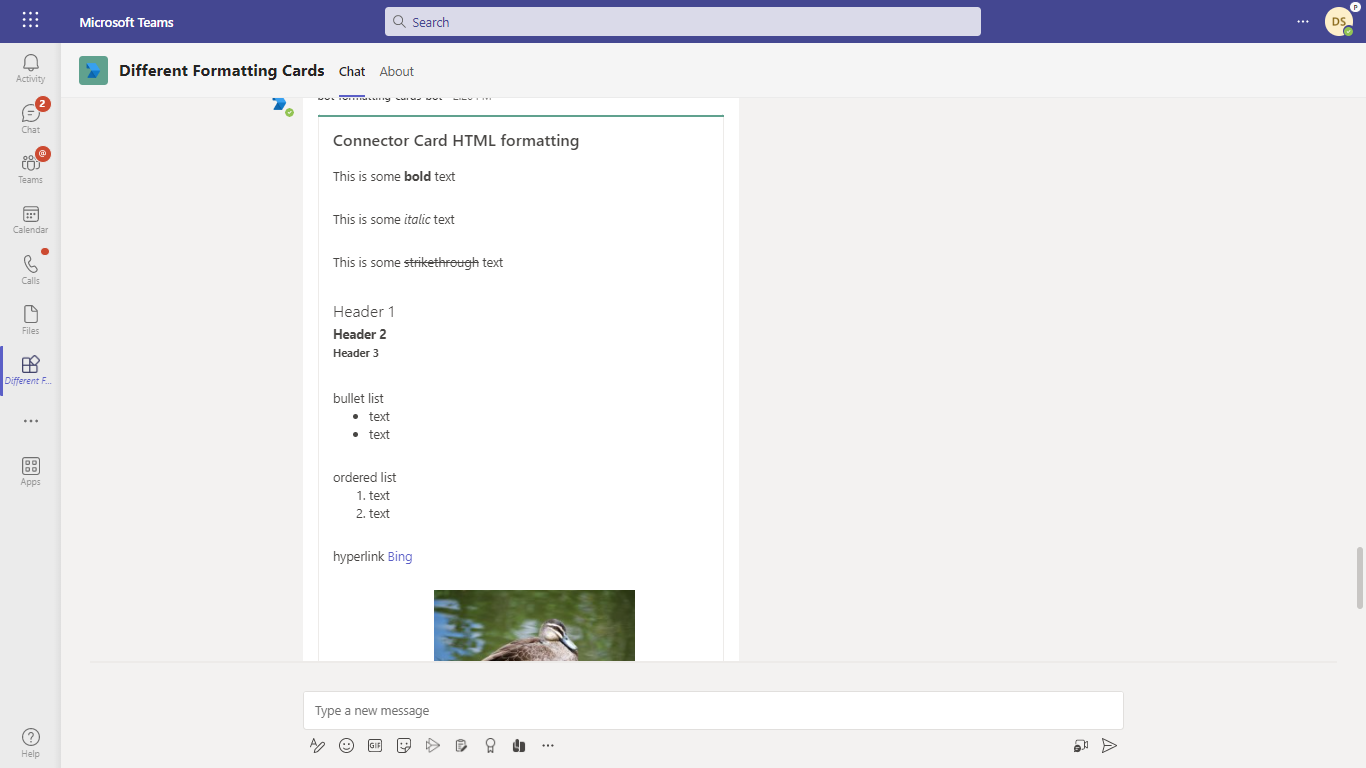 Microsoft Teams
Search
DS
P
Different Formatting Cards
Chat
About
Activity
2
Chat
@
Teams
Calendar
Calls
Files
Different F...
Apps
Help
Connector Card HTML formatting
This is some bold text
This is some italic text
This is some strikethrough text
Header 1
Header 2
Header 3
bullet list
• text
• text
ordered list
1. text
2. text
hyperlink Bing
Type a new message
GIF